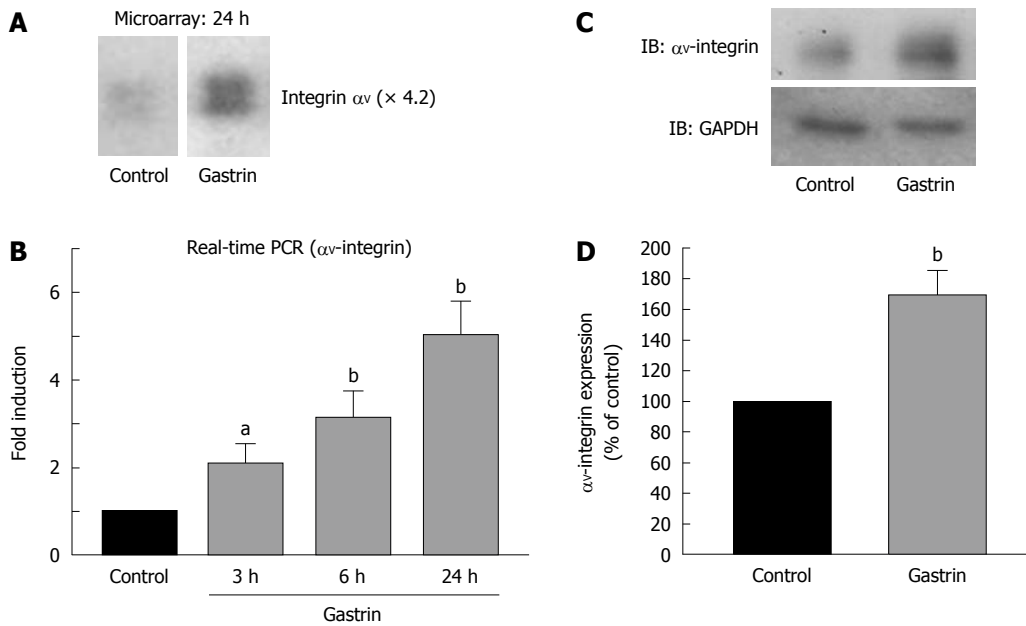 A
Microarray: 24 h
Integrin αv (× 4.2)
Control Gastrin
B
Real-time PCR (αv-integrin)
Fold induction
6
4
2
0
a
b
b
Control 3 h 6 h 24 h
Gastrin
C
IB: αv-integrin
IB: GAPDH
Control Gastrin
D
αv-integrin expression
(% of control)
200
180
160
140
120
100
80
60
40
20
0
b
Control Gastrin